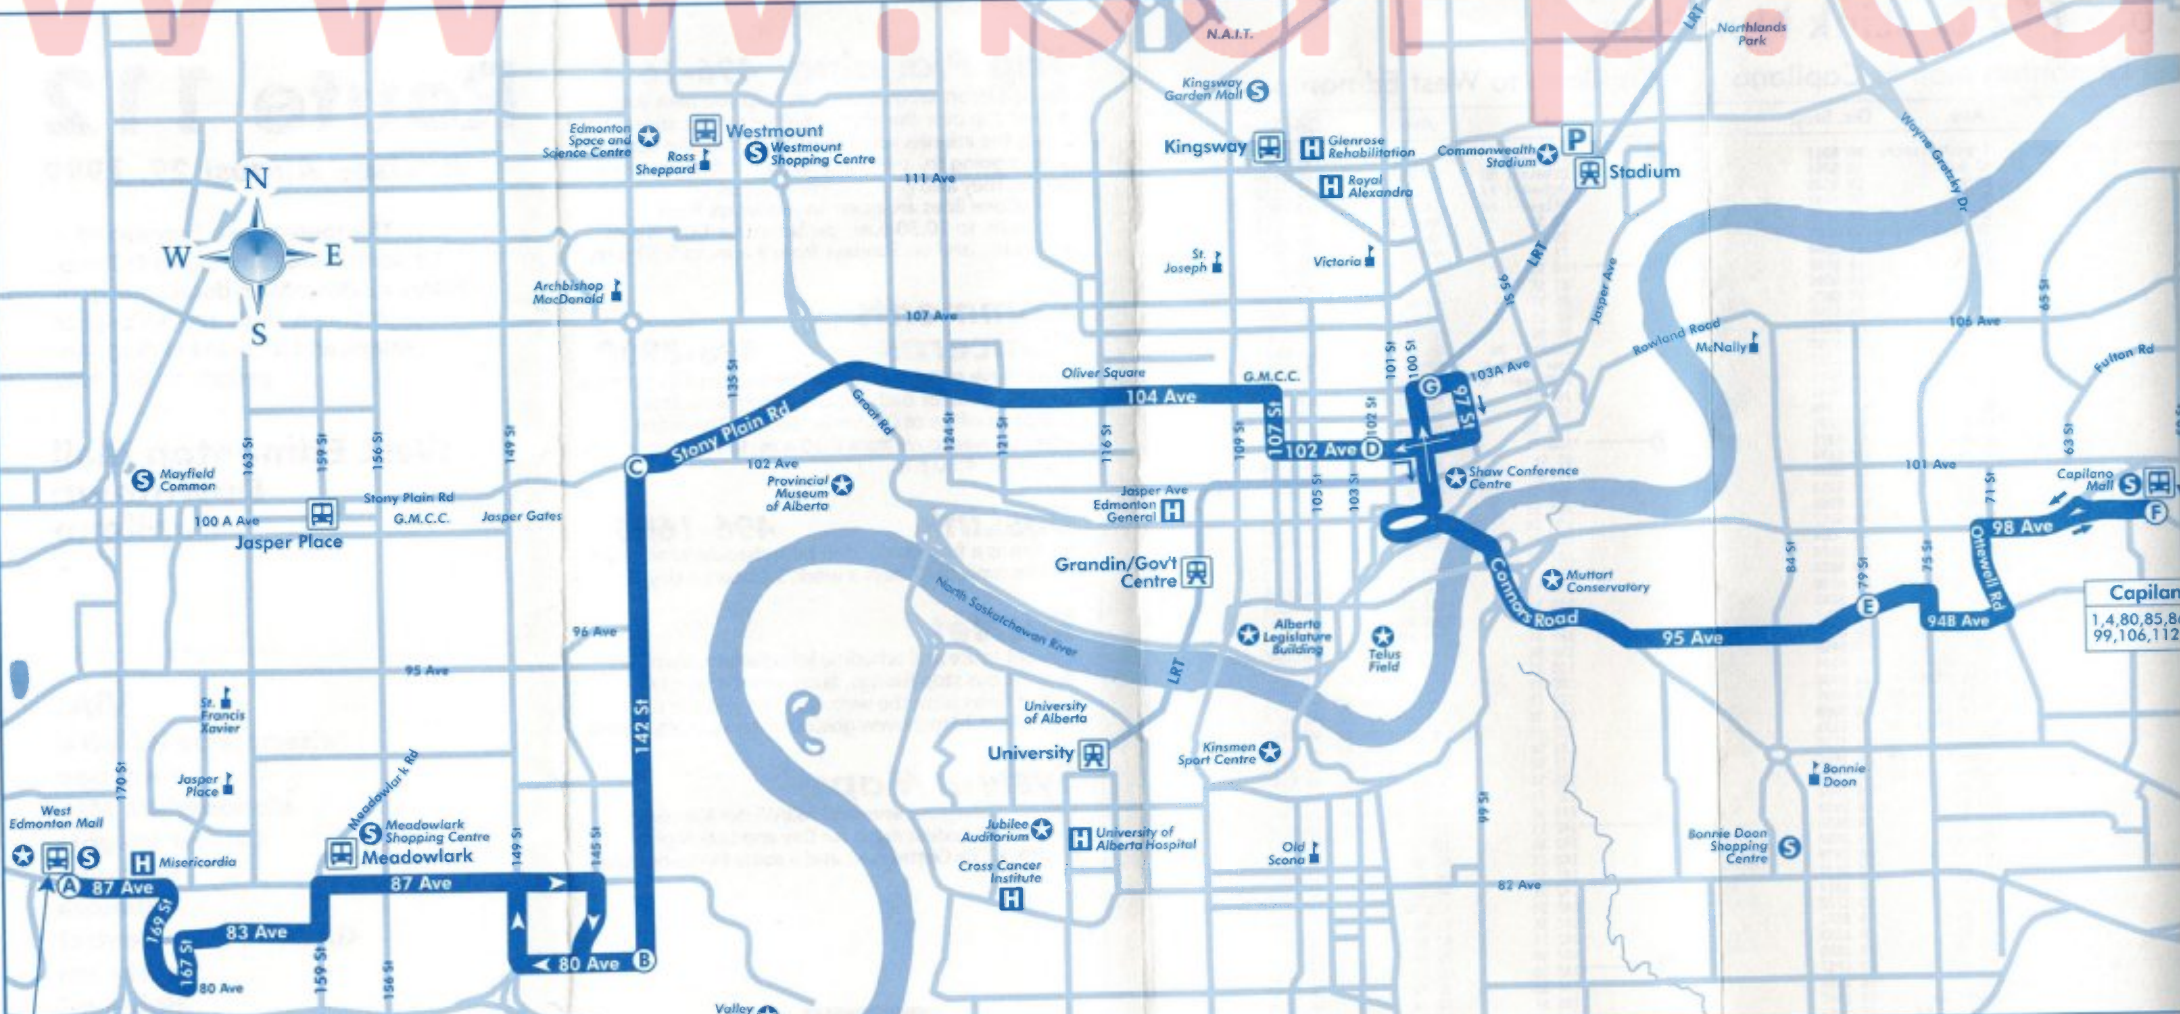 www.barp.ca
N.A.I.T.
Northlands
Park
LRT
Kingsway
Garden Mall S
Wayne Gretzky Dr
Edmonton
Space and
Science Centre
Westmount
S Westmount
Shopping Centre
Ross
Sheppard
111 Ave
Kingsway
H Glenrose
Rehabilitation
H Royal
Alexandra
Commonwealth
Stadium
P
Stadium
N
W E
S
St.
Joseph
Victoria
LRT
95 St
Jasper Ave
65 St
Archbishop
MacDonald
107 Ave
106 Ave
Rowland Road
McNally
Fulton Rd
135 St
Oliver Square
G.M.C.C.
101 St
100 St
G
103A Ave
97 St
104 Ave
Stony Plain Rd
Groat Rd
124 St
121 St
116 St
109 St
107 St
102 St
102 Ave D
163 St
159 St
156 St
149 St
C
102 Ave
Provincial
Museum
of Alberta
S Mayfield
Common
Stony Plain Rd
100 A Ave
G.M.C.C.
Jasper Gates
Jasper Place
Jasper Ave
Edmonton
General H
105 St
103 St
Shaw Conference
Centre
101 Ave
71 St
63 St
Capilano
Mall S
98 Ave
F
Ottewell Rd
Grandin/Gov't
Centre
Connors Road
Muttart
Conservatory
84 St
79 St
75 St
E
94B Ave
95 Ave
Capilan
1,4,80,85,8
99,106,112
North Saskatchewan River
Alberta
Legislature
Building
Telus
Field
96 Ave
95 Ave
LRT
142 St
St.
Francis
Xavier
University
of Alberta
University
Kinsmen
Sport Centre
170 St
Jasper
Place
Meadowlark Rd
Bonnie
Doon
West
Edmonton Mall
S
H Misericordia
S Meadowlark
Shopping Centre
Meadowlark
149 St
145 St
Jubilee
Auditorium
H University of
Alberta Hospital
Cross Cancer
Institute
H
Old
Scona
95 St
Bonnie Doon
Shopping
Centre S
82 Ave
A 87 Ave
87 Ave
169 St
83 Ave
167 St
80 Ave
159 St
156 St
80 Ave B
Valley